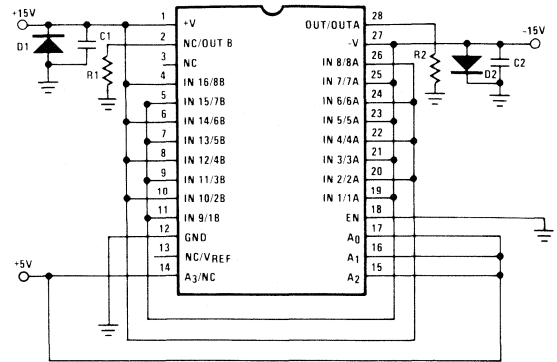 +15V
D1
C1
R1
1 +V
2 NC/OUT B
3 NC
4 IN 16/8B
5 IN 15/7B
6 IN 14/6B
7 IN 13/5B
8 IN 12/4B
9 IN 11/3B
10 IN 10/2B
11 IN 9/1B
12 GND
13 NC/VREF
14 A3/NC
+5V
OUT/OUTA 28
-V 27
IN 8/8A 26
IN 7/7A 25
IN 6/6A 24
IN 5/5A 23
IN 4/4A 22
IN 3/3A 21
IN 2/2A 20
IN 1/1A 19
EN 18
A0 17
A1 16
A2 15
-15V
R2
D2
C2